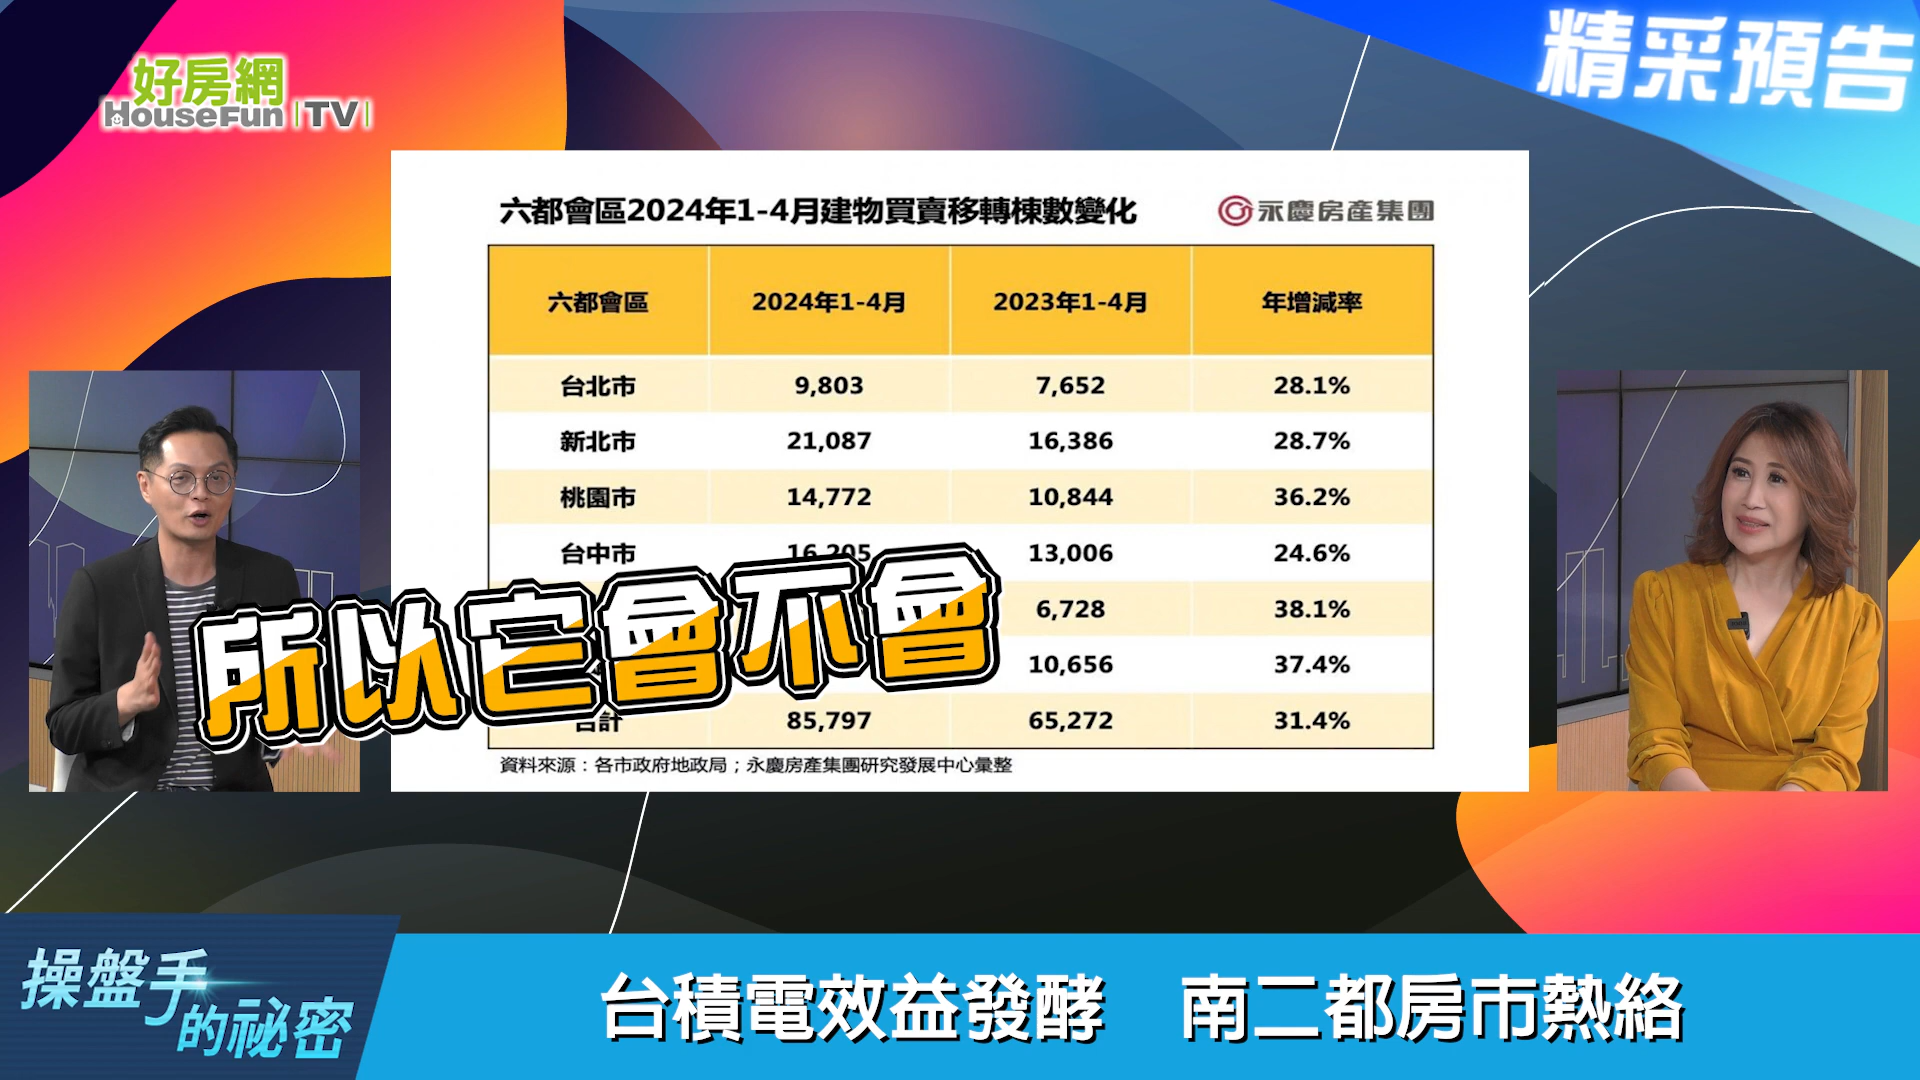 好房網
HouseFun TV
精采預告
六都會區2024年1-4月建物買賣移轉棟數變化
永慶房產集團
六都會區 2024年1-4月 2023年1-4月 年增減率
台北市 9,803 7,652 28.1%
新北市 21,087 16,386 28.7%
桃園市 14,772 10,844 36.2%
台中市 16,205 13,006 24.6%
6,728 38.1%
10,656 37.4%
合計 85,797 65,272 31.4%
所以它會不會
資料來源：各市政府地政局；永慶房產集團研究發展中心彙整
操盤手的祕密
台積電效益發酵 南二都房市熱絡